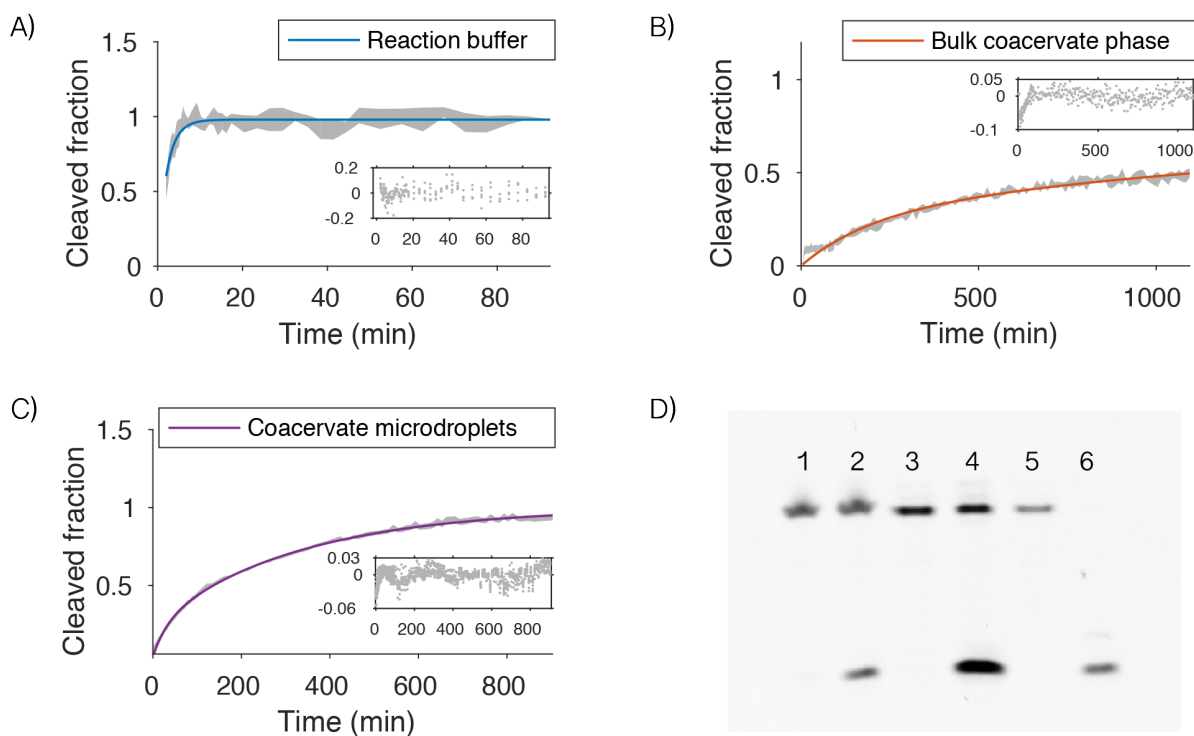 A)
Reaction buffer
1.5
1
0.5
0
Cleaved fraction
0 20 40 60 80
Time (min)
0.2
0
-0.2
0 20 40 60 80
B)
Bulk coacervate phase
1
0.5
0
Cleaved fraction
0 500 1000
Time (min)
0.05
0
-0.1
0 500 1000
C)
Coacervate microdroplets
1.5
1
0.5
Cleaved fraction
0 200 400 600 800
Time (min)
0.03
0
-0.06
0 200 400 600 800
D)
1 2 3 4 5 6